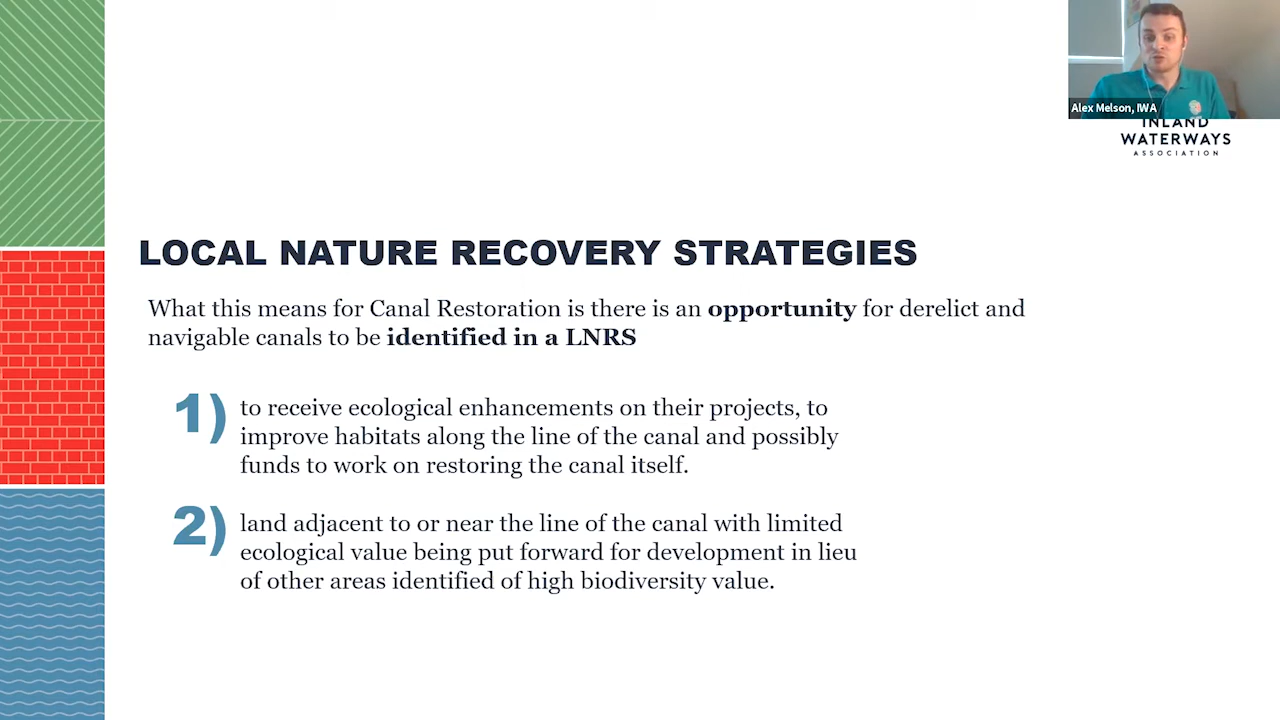 Alex Melson, IWA
INLAND
WATERWAYS
ASSOCIATION
LOCAL NATURE RECOVERY STRATEGIES
What this means for Canal Restoration is there is an opportunity for derelict and
navigable canals to be identified in a LNRS
1) to receive ecological enhancements on their projects, to
improve habitats along the line of the canal and possibly
funds to work on restoring the canal itself.
2) land adjacent to or near the line of the canal with limited
ecological value being put forward for development in lieu
of other areas identified of high biodiversity value.